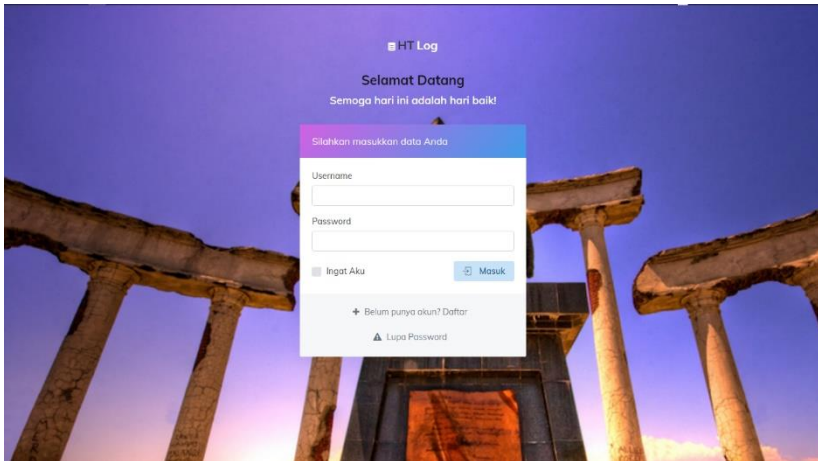 HT Log
Selamat Datang
Semoga hari ini adalah hari baik!
Silahkan masukkan data Anda
Username
Password
Ingat Aku
Masuk
Belum punya akun? Daftar
Lupa Password